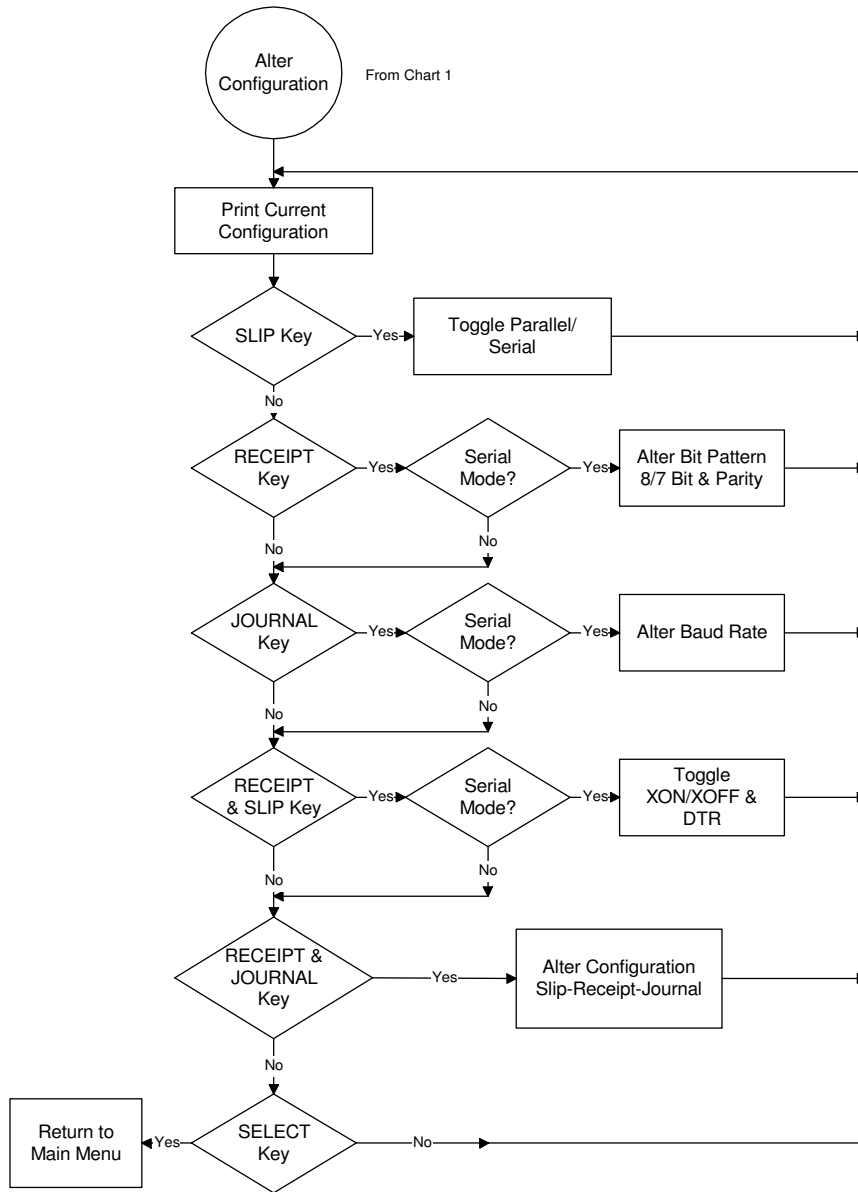 Alter
Configuration
From Chart 1
Print Current
Configuration
SLIP Key
Yes
Toggle Parallel/
Serial
No
RECEIPT
Key
Yes
Serial
Mode?
Yes
Alter Bit Pattern
8/7 Bit & Parity
No
No
JOURNAL
Key
Yes
Serial
Mode?
Yes
Alter Baud Rate
No
No
RECEIPT
& SLIP Key
Yes
Serial
Mode?
Yes
Toggle
XON/XOFF &
DTR
No
No
RECEIPT &
JOURNAL
Key
Yes
Alter Configuration
Slip-Receipt-Journal
No
Return to
Main Menu
Yes
SELECT
Key
No